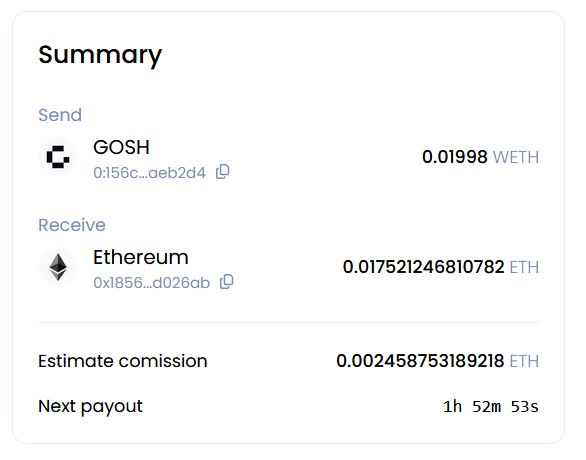 Summary
Send
GOSH
0:156c...aeb2d4
0.01998 WETH
Receive
Ethereum
0x1856...d026ab
0.017521246810782 ETH
Estimate comission
0.002458753189218 ETH
Next payout
1h 52m 53s